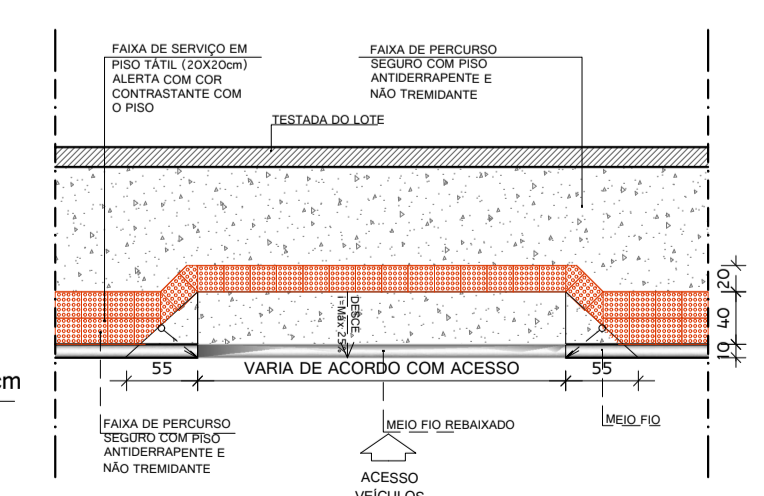 FAIXA DE SERVIÇO EM
PISO TÁTIL (20X20cm)
ALERTA COM COR
CONTRASTANTE COM
O PISO
FAIXA DE PERCURSO
SEGURO COM PISO
ANTIDERRAPENTE E
NÃO TREMIDANTE
TESTADA DO LOTE
20
40
10
DESCE
i=Máx 25%
cm
55
VARIA DE ACORDO COM ACESSO
55
FAIXA DE PERCURSO
SEGURO COM PISO
ANTIDERRAPENTE E
NÃO TREMIDANTE
MEIO FIO REBAIXADO
MEIO FIO
ACESSO
VEÍCULOS